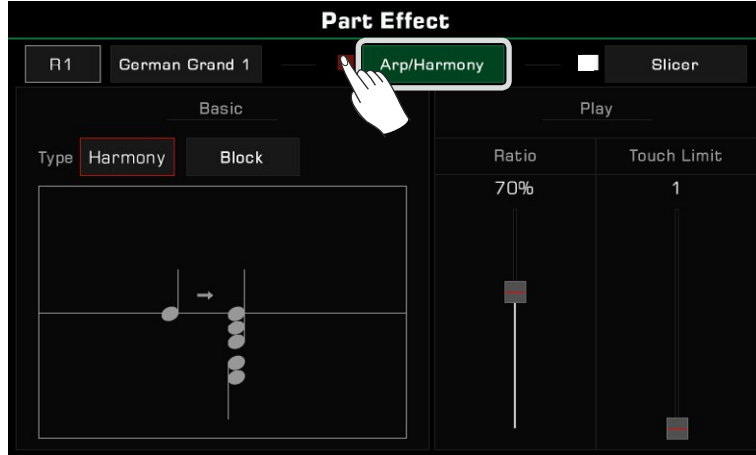 Part Effect
R1 German Grand 1 Arp/Harmony Slicer
Basic Play
Type Harmony Block Ratio Touch Limit
70% 1